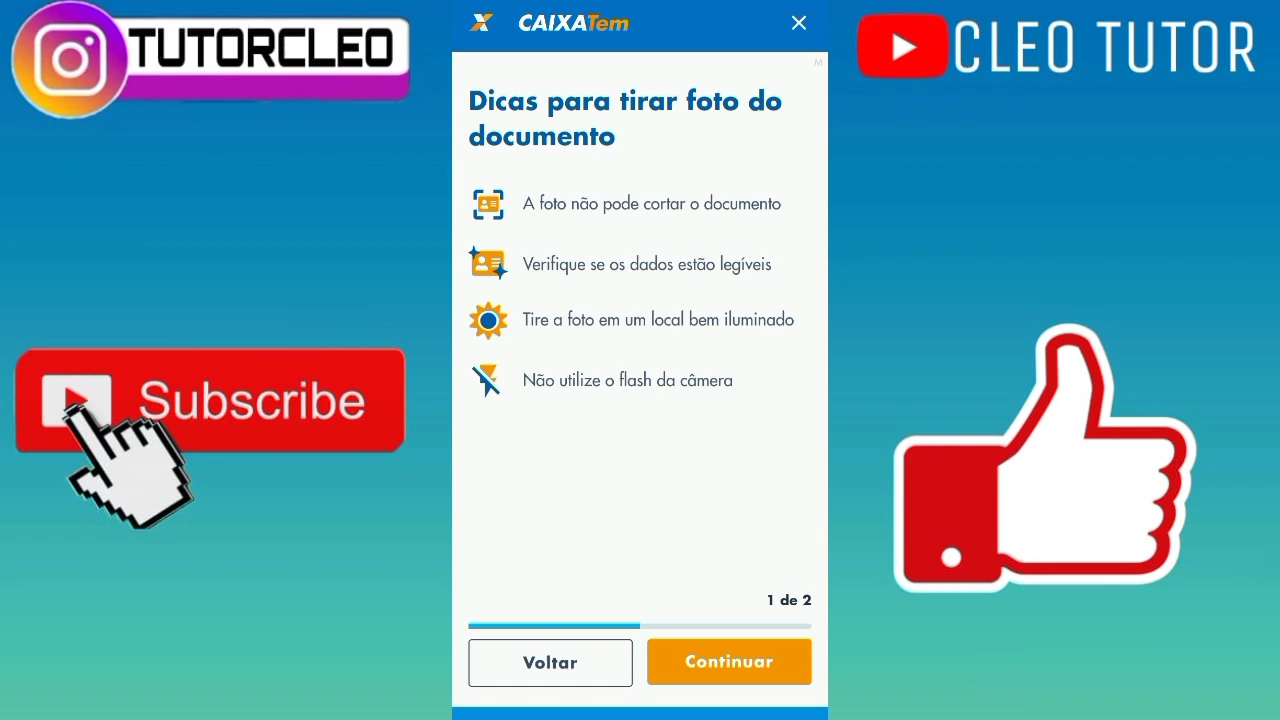 TUTORCLEO
CAIXATem
CLEO TUTOR
M
Dicas para tirar foto do
documento
A foto não pode cortar o documento
Verifique se os dados estão legíveis
Tire a foto em um local bem iluminado
Não utilize o flash da câmera
Subscribe
1 de 2
Voltar
Continuar